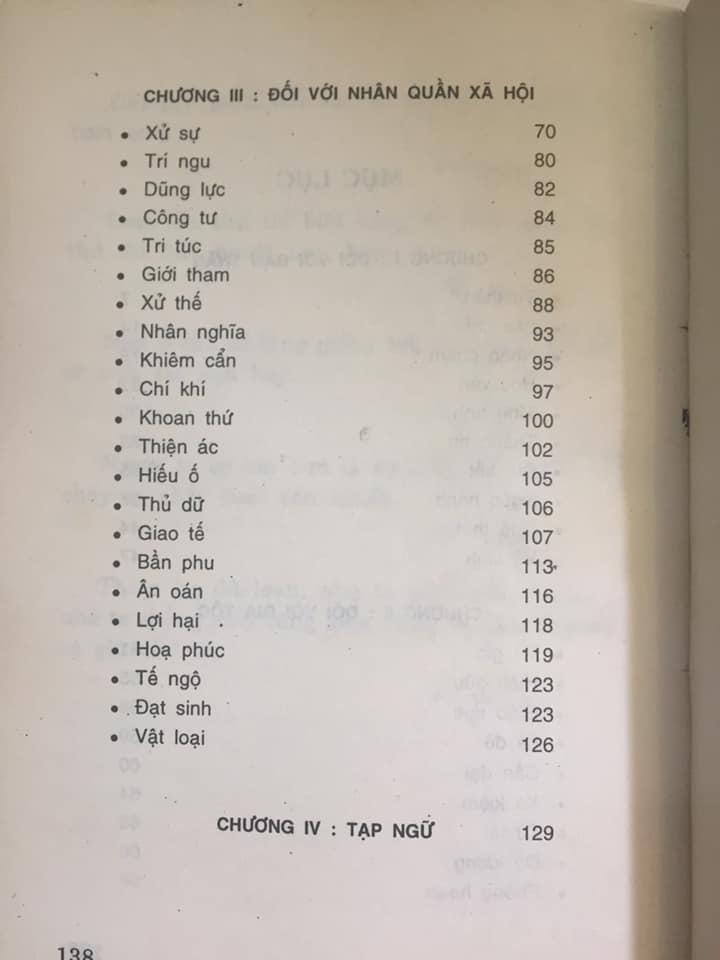 CHƯƠNG III : ĐỐI VỚI NHÂN QUẦN XÃ HỘI
• Xử sự 70
• Trí ngu 80
• Dũng lực 82
• Công tư 84
• Tri túc 85
• Giới tham 86
• Xử thế 88
• Nhân nghĩa 93
• Khiêm cẩn 95
• Chí khí 97
• Khoan thứ 100
• Thiện ác 102
• Hiếu ố 105
• Thủ dữ 106
• Giao tế 107
• Bần phu 113
• Ân oán 116
• Lợi hại 118
• Hoạ phúc 119
• Tế ngộ 123
• Đạt sinh 123
• Vật loại 126
CHƯƠNG IV : TẠP NGỮ 129
138